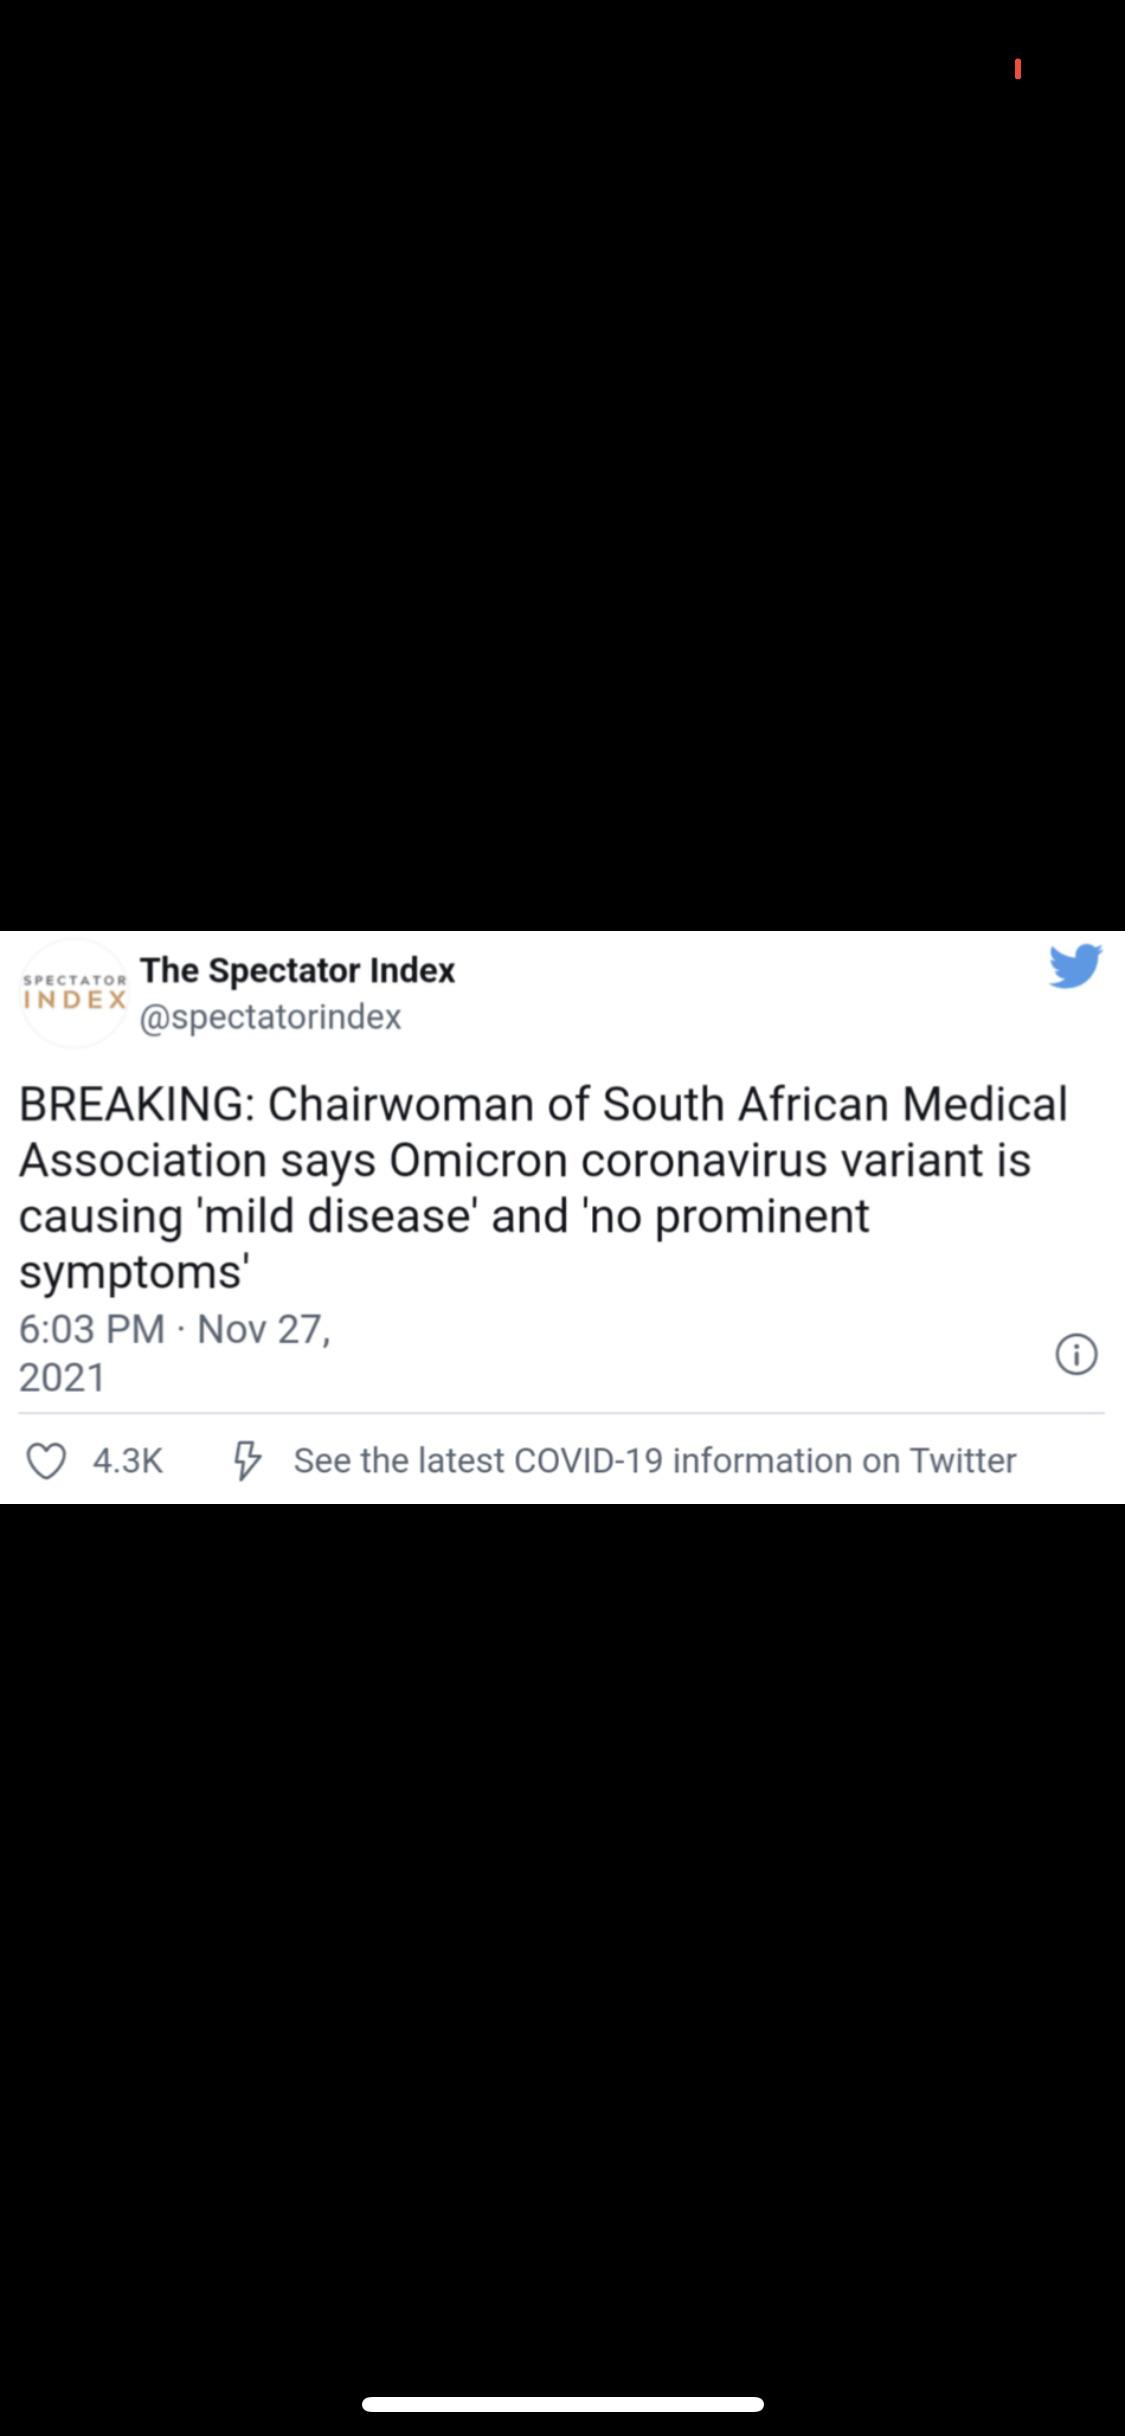 SPECTATOR
INDEX
The Spectator Index
@spectatorindex
BREAKING: Chairwoman of South African Medical
Association says Omicron coronavirus variant is
causing 'mild disease' and 'no prominent
symptoms'
6:03 PM · Nov 27,
2021
4.3K See the latest COVID-19 information on Twitter